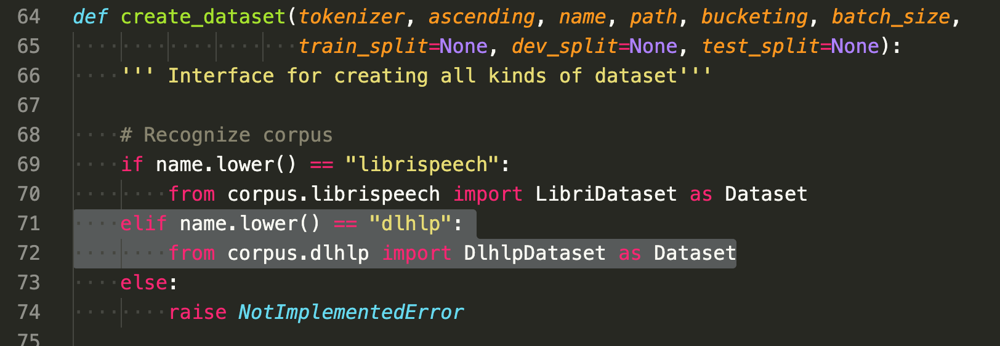 64 def create_dataset(tokenizer, ascending, name, path, bucketing, batch_size,
65 train_split=None, dev_split=None, test_split=None):
66 ''' Interface for creating all kinds of dataset'''
67
68 # Recognize corpus
69 if name.lower() == "librispeech":
70 from corpus.librispeech import LibriDataset as Dataset
71 elif name.lower() == "dlhlp":
72 from corpus.dlhlp import DlhlpDataset as Dataset
73 else:
74 raise NotImplementedError
75